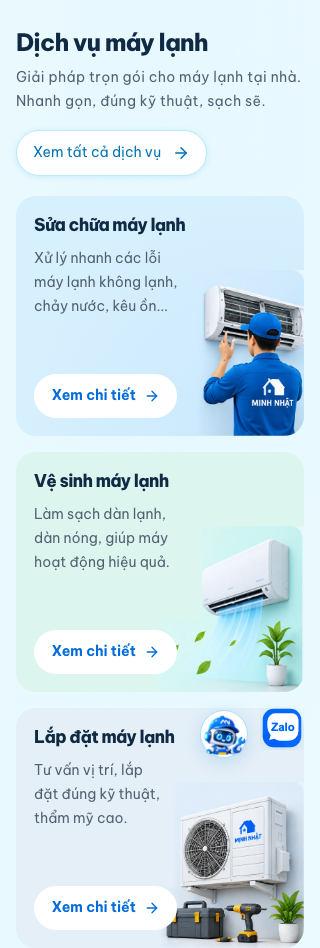 Dịch vụ máy lạnh
Giải pháp trọn gói cho máy lạnh tại nhà.
Nhanh gọn, đúng kỹ thuật, sạch sẽ.
Xem tất cả dịch vụ
Sửa chữa máy lạnh
Xử lý nhanh các lỗi
máy lạnh không lạnh,
chảy nước, kêu ồn...
MINH NHẬT
Xem chi tiết
Vệ sinh máy lạnh
Làm sạch dàn lạnh,
dàn nóng, giúp máy
hoạt động hiệu quả.
Xem chi tiết
Zalo
Lắp đặt máy lạnh
Tư vấn vị trí, lắp
đặt đúng kỹ thuật,
thẩm mỹ cao.
MINH NHẬT
Xem chi tiết